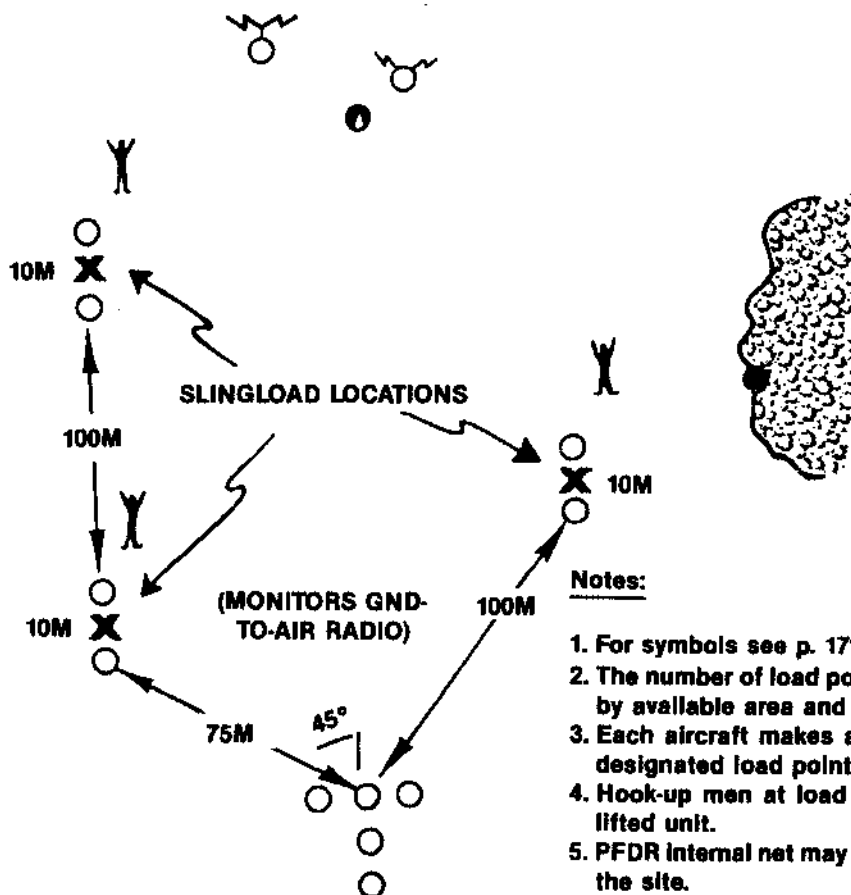 10M
SLINGLOAD LOCATIONS
100M
10M
10M
(MONITORS GND-
TO-AIR RADIO)
100M
75M
45°
Notes:
1. For symbols see p. 17
2. The number of load po
by available area and
3. Each aircraft makes a
designated load point
4. Hook-up men at load
lifted unit.
5. PFDR internal net may
the site.